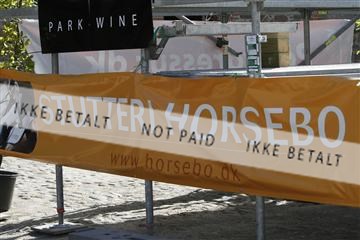 PARK·WINE
STUTTERI HORSEBO
IKKE BETALT NOT PAID IKKE BETALT
www.horsebo.dk